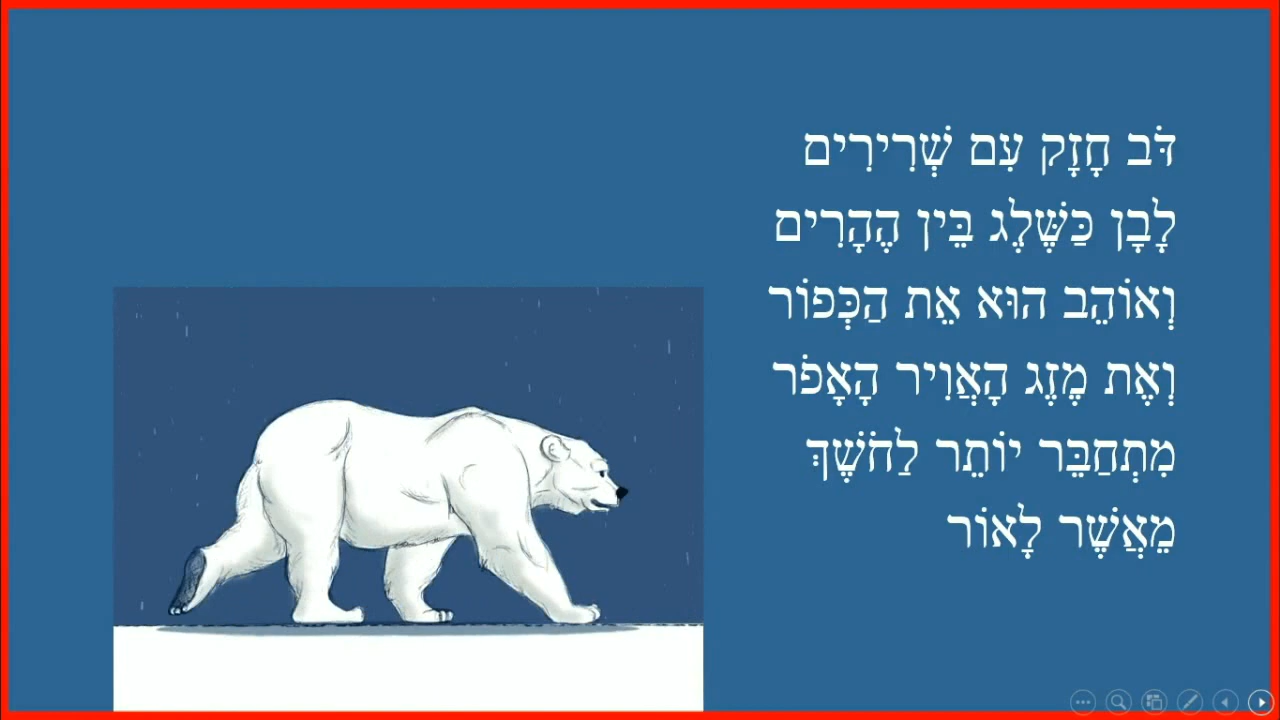 דֹּב חָזָק עִם שְׁרִירִים
לָבָן כַּשֶּׁלֶג בֵּין הֶהָרִים
וְאוֹהֵב הוּא אֵת הַכְּפוֹר
וְאֶת מֶזֶג הָאֲוִיר הָאָפֹר
מִתְחַבֵּר יוֹתֵר לַחֹשֶׁךְ
מֵאֲשֶׁר לָאוֹר